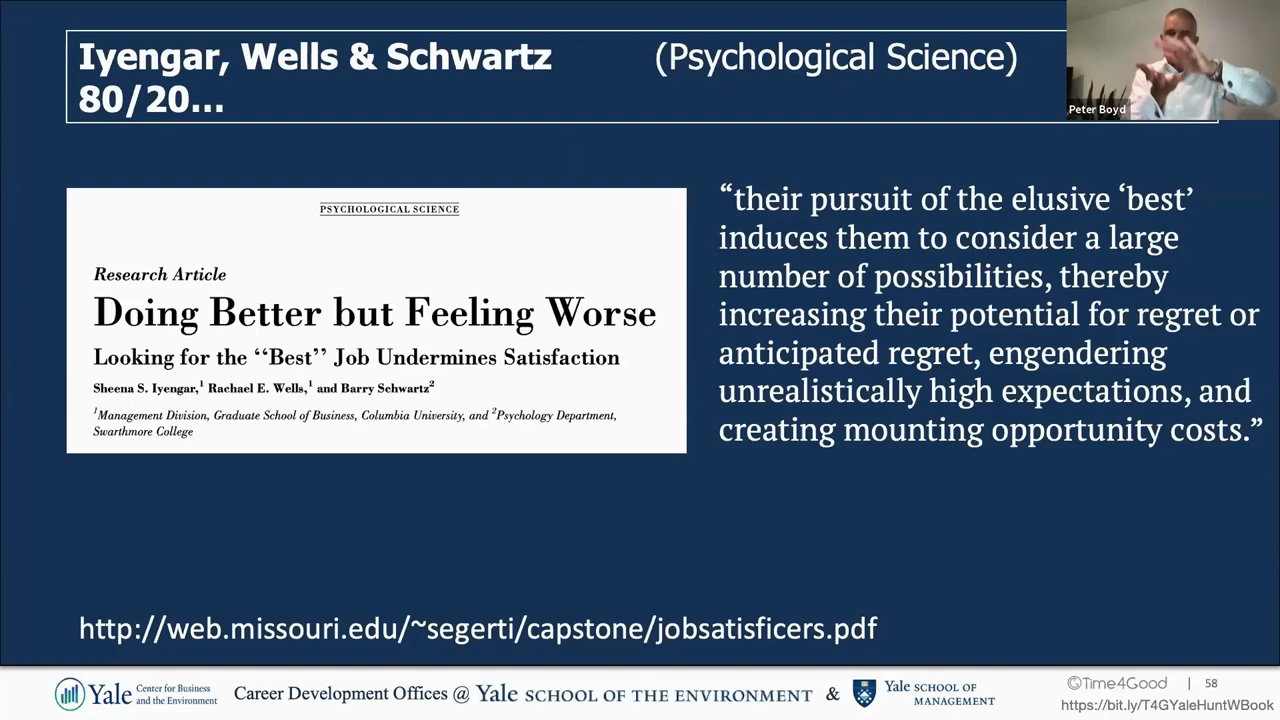 Iyengar, Wells & Schwartz (Psychological Science)
80/20...
Peter Boyd
PSYCHOLOGICAL SCIENCE
Research Article
Doing Better but Feeling Worse
Looking for the ‘‘Best’’ Job Undermines Satisfaction
Sheena S. Iyengar,1 Rachael E. Wells,1 and Barry Schwartz2
1Management Division, Graduate School of Business, Columbia University, and 2Psychology Department,
Swarthmore College
“their pursuit of the elusive ‘best’
induces them to consider a large
number of possibilities, thereby
increasing their potential for regret or
anticipated regret, engendering
unrealistically high expectations, and
creating mounting opportunity costs.”
http://web.missouri.edu/~segerti/capstone/jobsatisficers.pdf
Yale Center for Business
and the Environment
Career Development Offices @ Yale SCHOOL OF THE ENVIRONMENT &
Yale SCHOOL OF
MANAGEMENT
©Time4Good | 58
https://bit.ly/T4GYaleHuntWBook